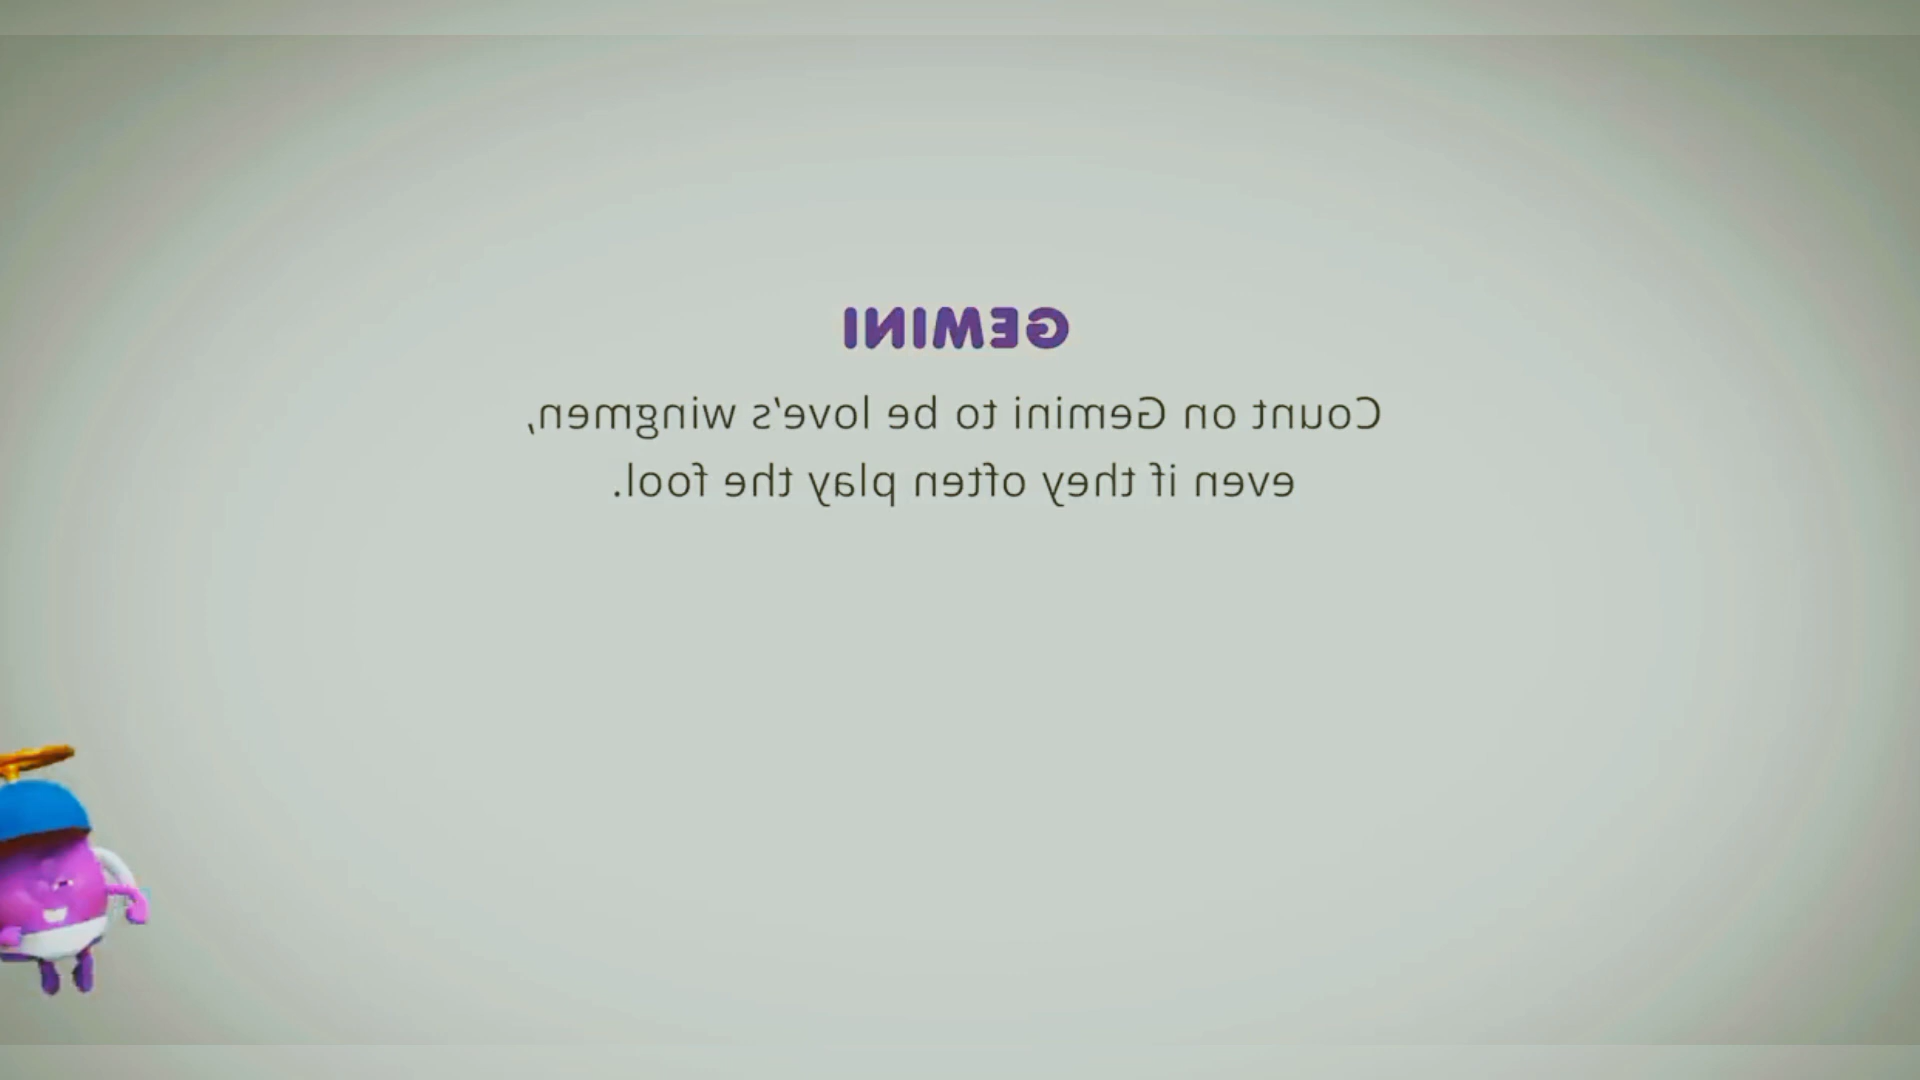 GEMINI
Count on Gemini to be love's wingmen,
even if they often play the fool.